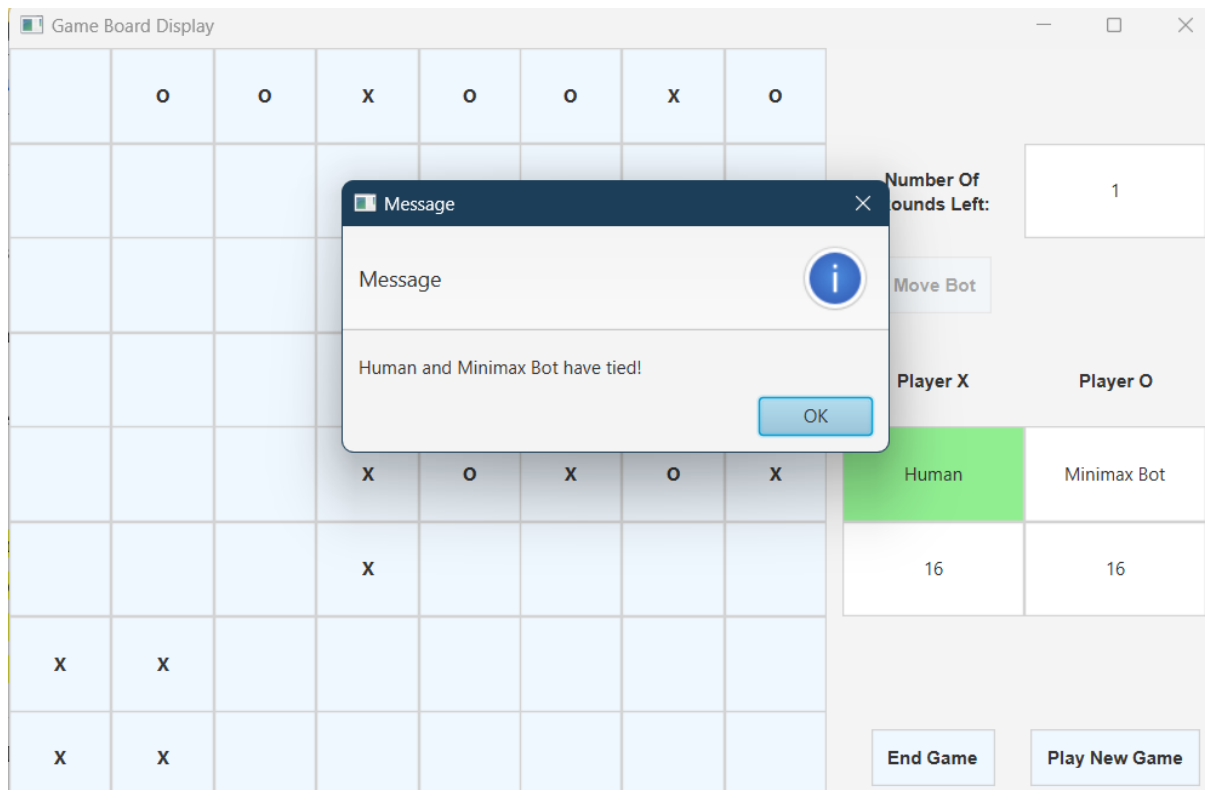 Game Board Display
O O X O O X O
Number Of
ounds Left:
1
Message
Message
Move Bot
Human and Minimax Bot have tied!
OK
Player X Player O
X O X O X
Human Minimax Bot
X
16 16
X X
X X
End Game Play New Game